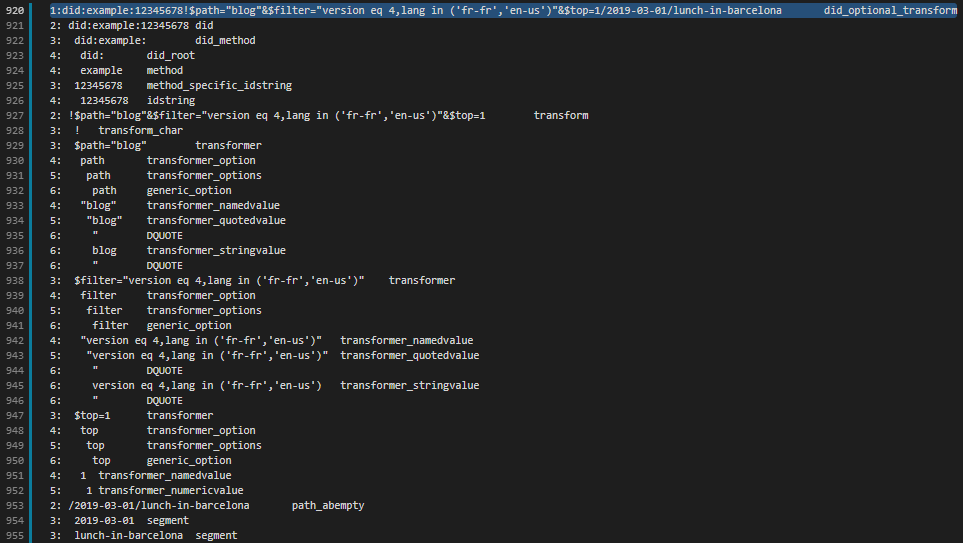 920 1:did:example:12345678!$path="blog"&$filter="version eq 4,lang in ('fr-fr','en-us')"&$top=1/2019-03-01/lunch-in-barcelona did_optional_transform
921 2: did:example:12345678 did
922 3: did:example: did_method
923 4: did: did_root
924 4: example method
925 3: 12345678 method_specific_idstring
926 4: 12345678 idstring
927 2: !$path="blog"&$filter="version eq 4,lang in ('fr-fr','en-us')"&$top=1 transform
928 3: ! transform_char
929 3: $path="blog" transformer
930 4: path transformer_option
931 5: path transformer_options
932 6: path generic_option
933 4: "blog" transformer_namedvalue
934 5: "blog" transformer_quotedvalue
935 6: " DQUOTE
936 6: blog transformer_stringvalue
937 6: " DQUOTE
938 3: $filter="version eq 4,lang in ('fr-fr','en-us')" transformer
939 4: filter transformer_option
940 5: filter transformer_options
941 6: filter generic_option
942 4: "version eq 4,lang in ('fr-fr','en-us')" transformer_namedvalue
943 5: "version eq 4,lang in ('fr-fr','en-us')" transformer_quotedvalue
944 6: " DQUOTE
945 6: version eq 4,lang in ('fr-fr','en-us') transformer_stringvalue
946 6: " DQUOTE
947 3: $top=1 transformer
948 4: top transformer_option
949 5: top transformer_options
950 6: top generic_option
951 4: 1 transformer_namedvalue
952 5: 1 transformer_numericvalue
953 2: /2019-03-01/lunch-in-barcelona path_abempty
954 3: 2019-03-01 segment
955 3: lunch-in-barcelona segment